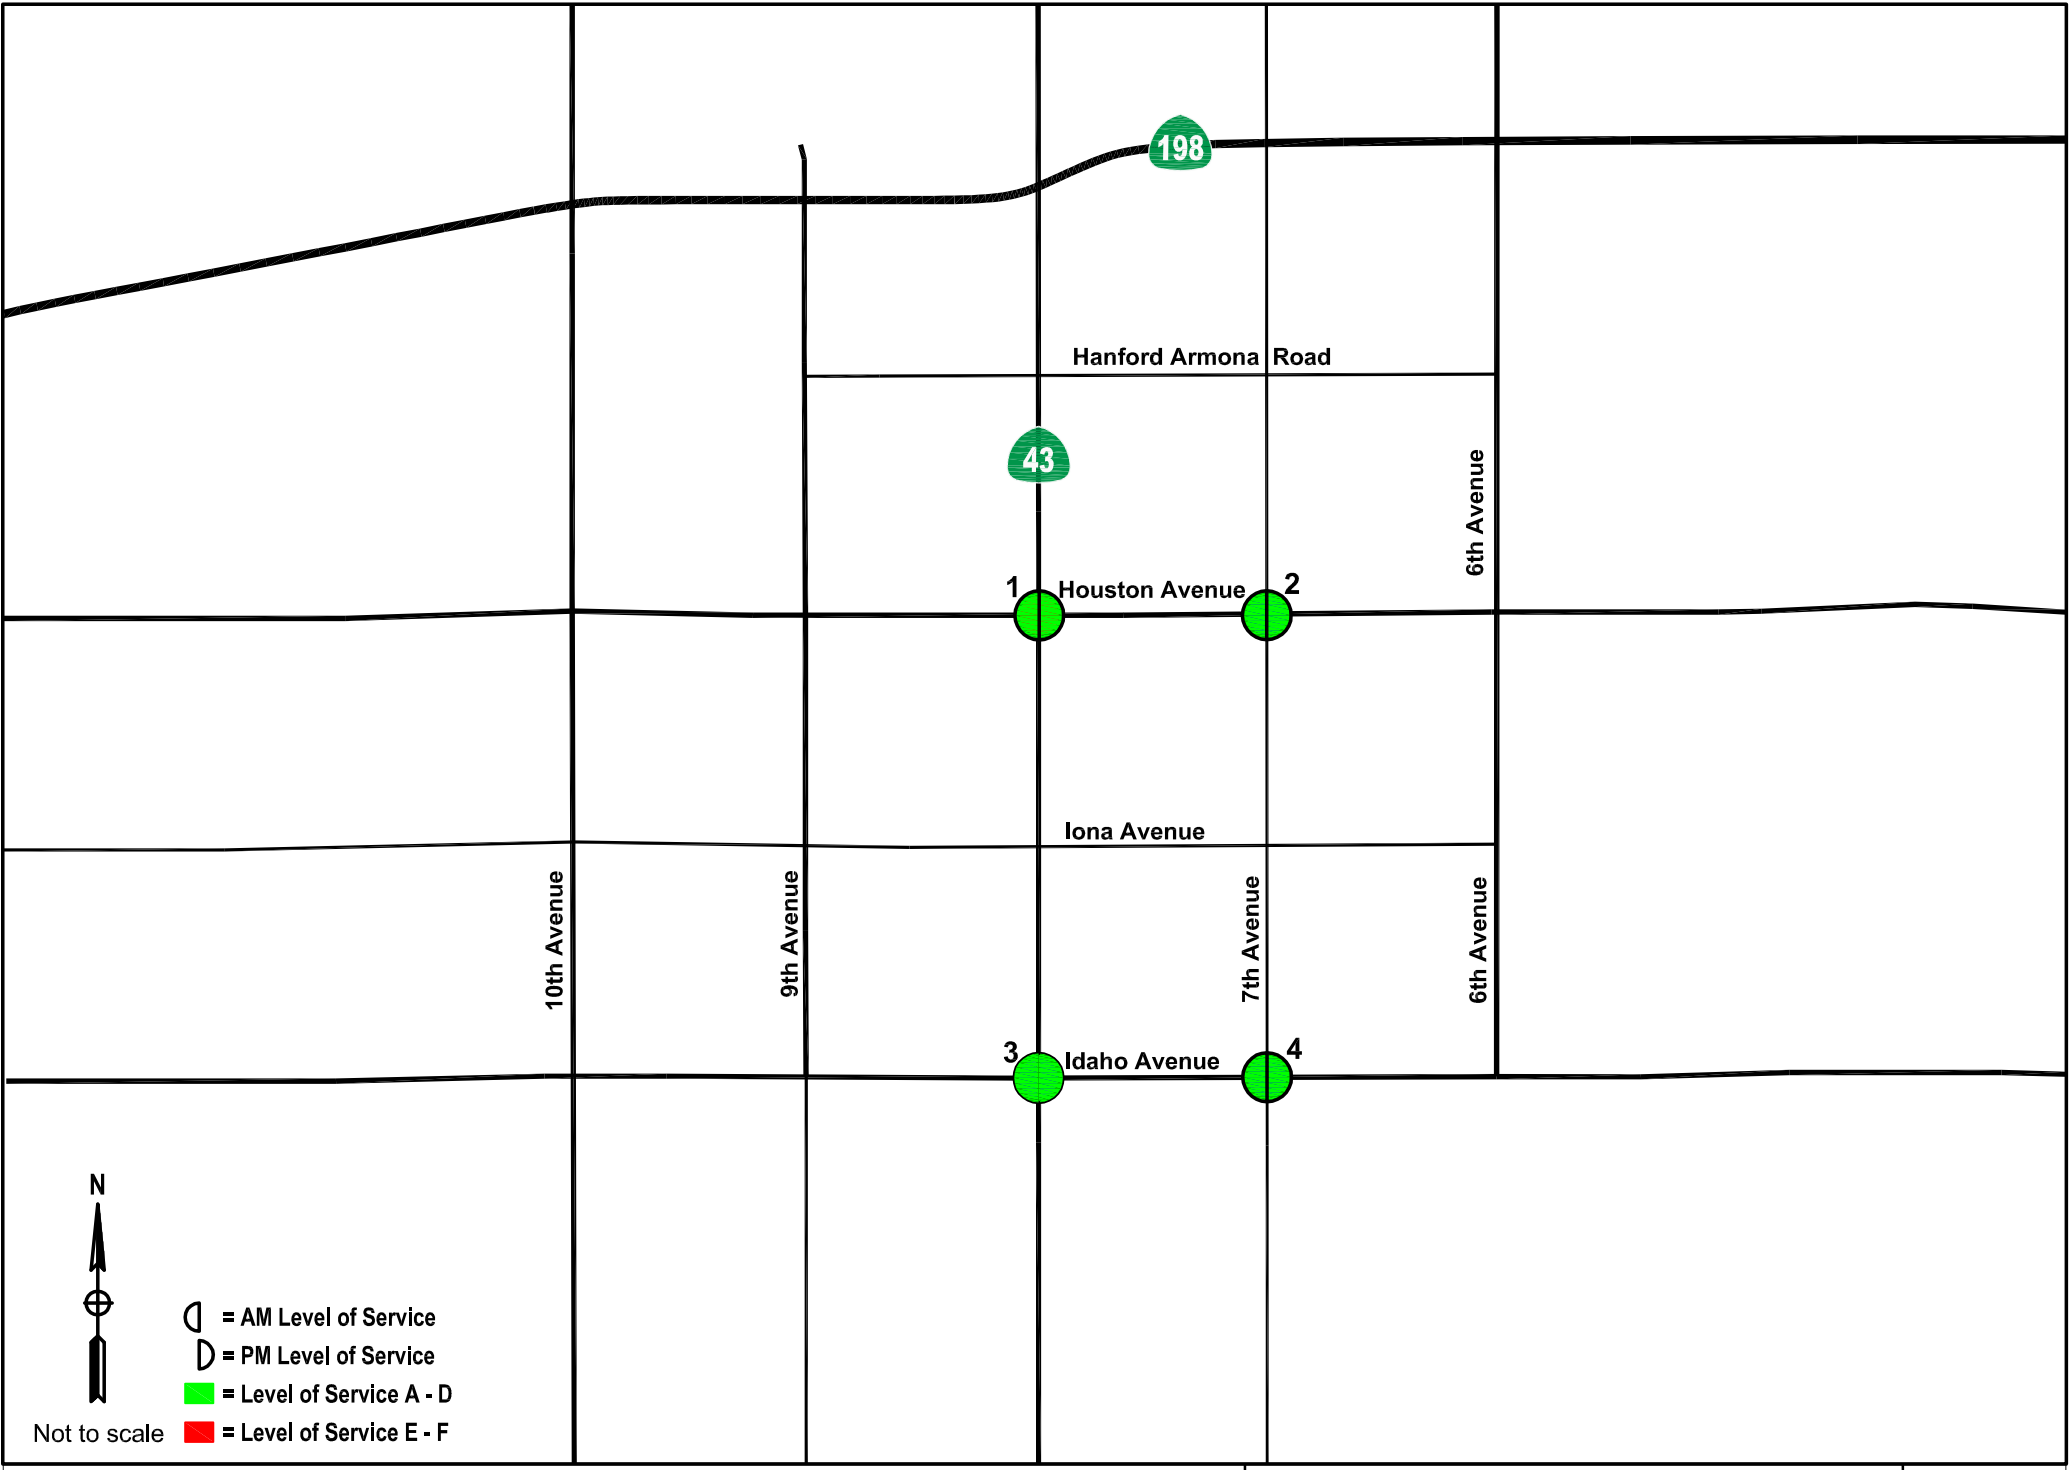 198
Hanford Armona Road
43
6th Avenue
1
Houston Avenue
2
Iona Avenue
10th Avenue
9th Avenue
7th Avenue
6th Avenue
3
Idaho Avenue
4
N
Not to scale
= AM Level of Service
= PM Level of Service
= Level of Service A - D
= Level of Service E - F